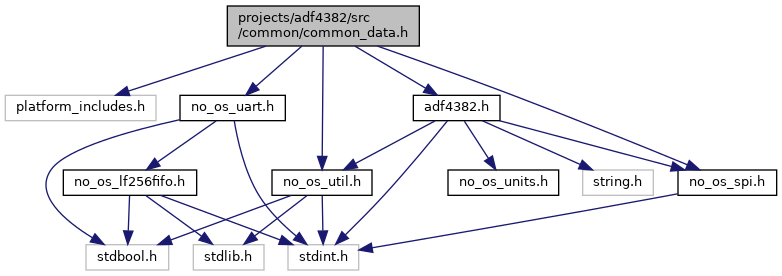 projects/adf4382/src
/common/common_data.h
platform_includes.h
no_os_uart.h
adf4382.h
no_os_lf256fifo.h
no_os_util.h
no_os_units.h
string.h
no_os_spi.h
stdbool.h
stdlib.h
stdint.h